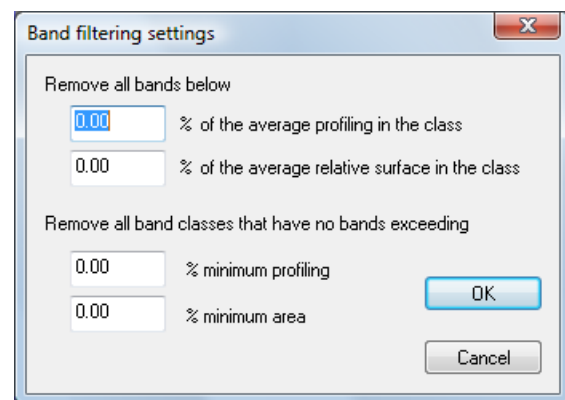 Band filtering settings
Remove all bands below
0.00 % of the average profiling in the class
0.00 % of the average relative surface in the class
Remove all band classes that have no bands exceeding
0.00 % minimum profiling
0.00 % minimum area
OK
Cancel